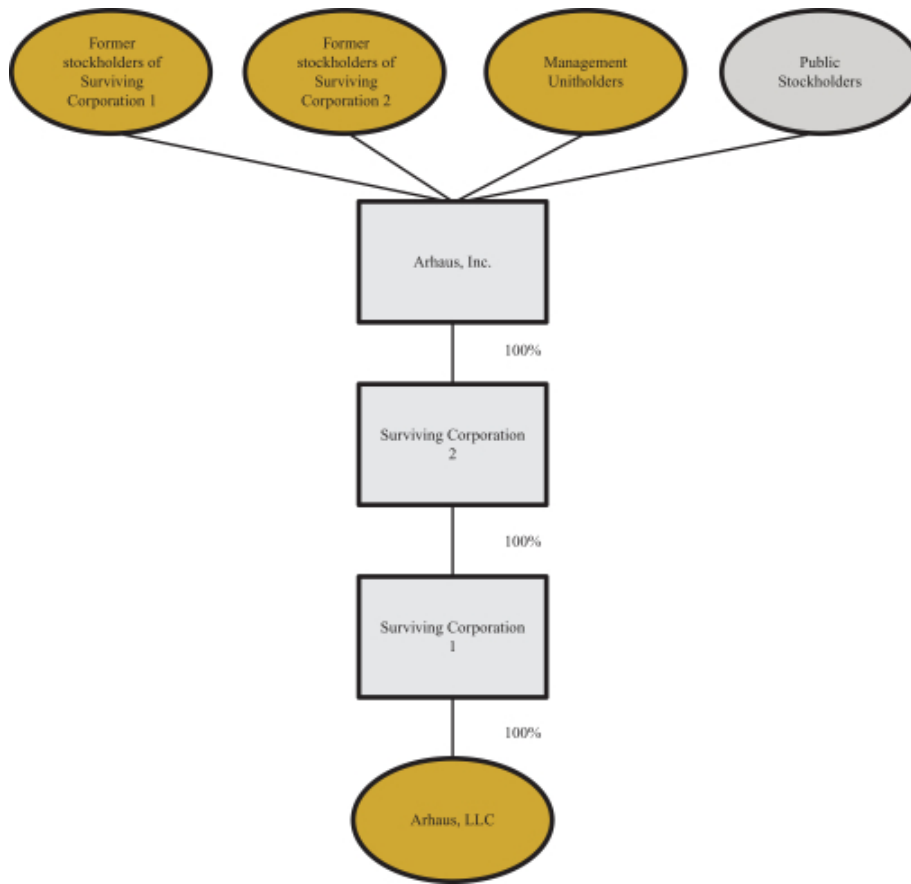 Former
stockholders of
Surviving
Corporation 1
Former
stockholders of
Surviving
Corporation 2
Management
Unitholders
Public
Stockholders
Arhaus, Inc.
100%
Surviving Corporation
2
100%
Surviving Corporation
1
100%
Arhaus, LLC